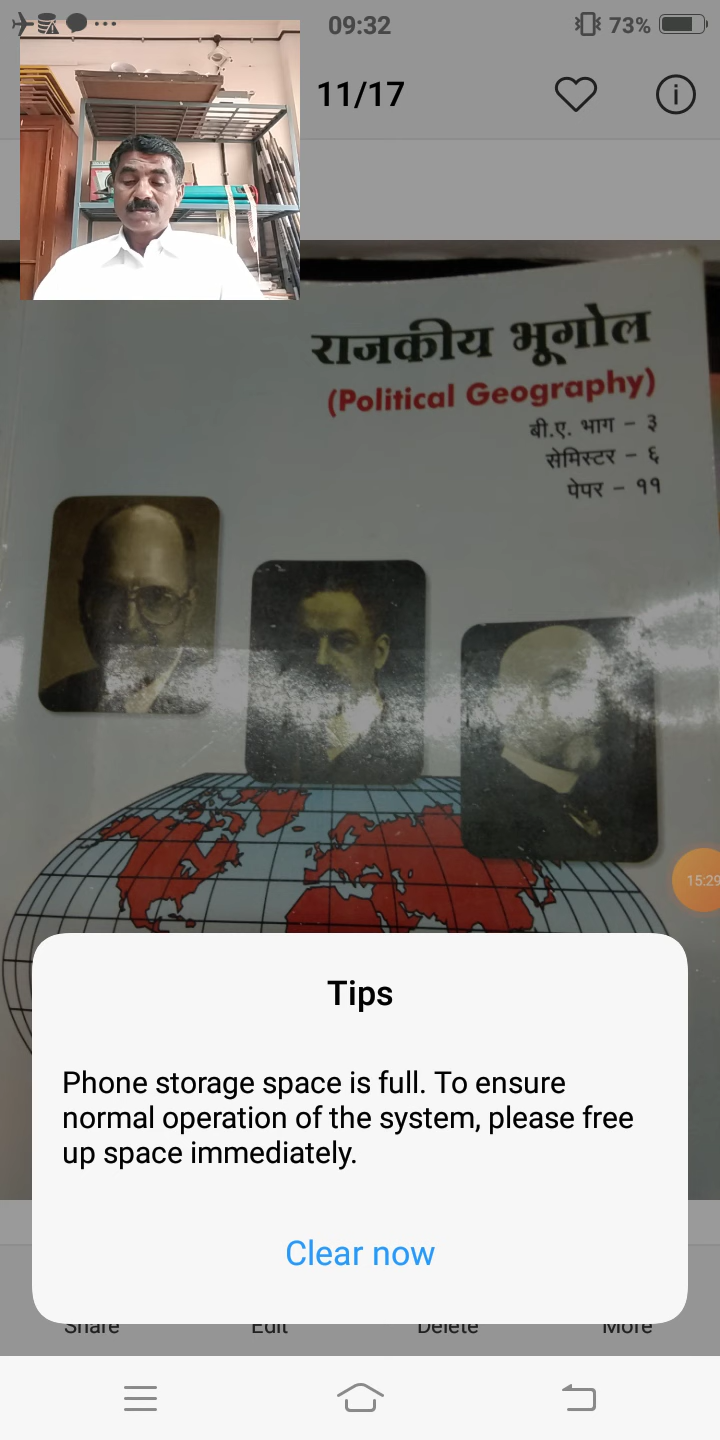 09:32
73%
11/17
राजकीय भूगोल
(Political Geography)
बी.ए. भाग - ३
सेमिस्टर - ६
पेपर - ११
15:29
Tips
Phone storage space is full. To ensure
normal operation of the system, please free
up space immediately.
Clear now
Share Edit Delete More